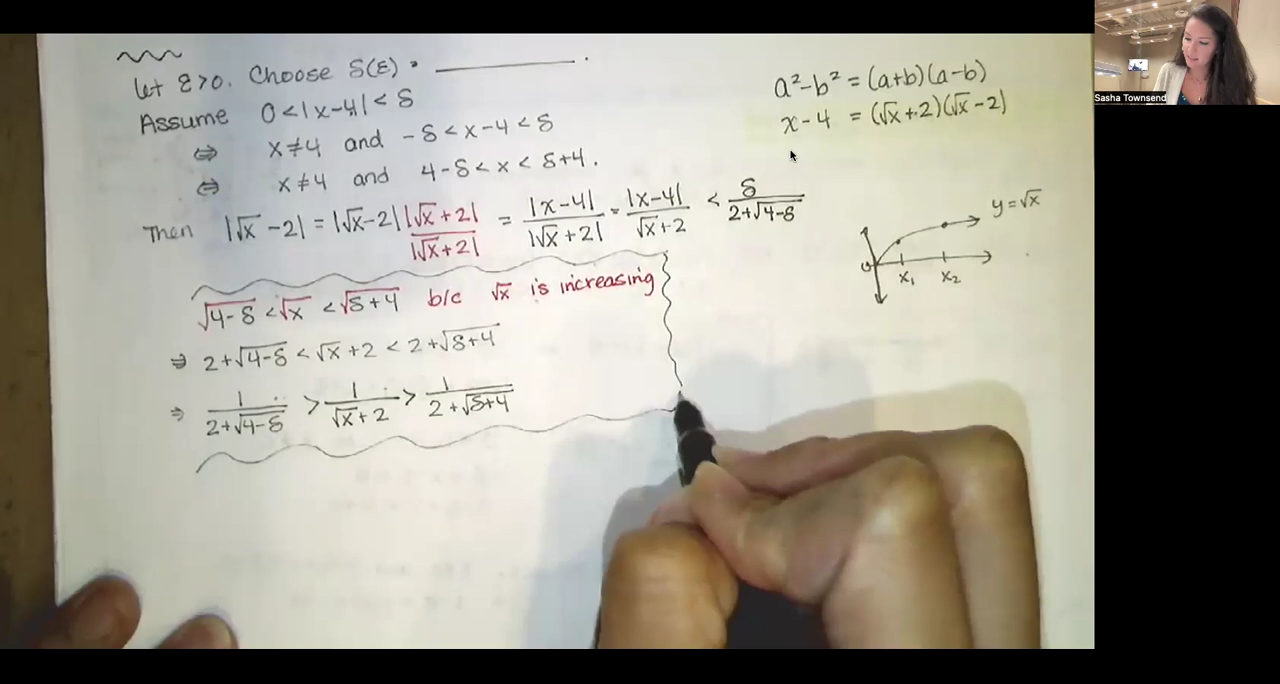 Let ε>0. Choose δ(ε) = ________.
Assume 0<|x-4|<δ
⇔ x≠4 and -δ<x-4<δ
⇔ x≠4 and 4-δ<x<δ+4.
Then |√x -2| = |√x-2| |√x+2|/|√x+2| = |x-4|/|√x+2| = |x-4|/(√x+2) < δ/(2+√(4-δ))
√(4-δ) < √x < √(δ+4) b/c √x is increasing
⇒ 2+√(4-δ) < √x+2 < 2+√(δ+4)
⇒ 1/(2+√(4-δ)) > 1/(√x+2) > 1/(2+√(δ+4))
a²-b² = (a+b)(a-b)
x-4 = (√x+2)(√x-2)
y=√x
0 x₁ x₂
Sasha Townsend